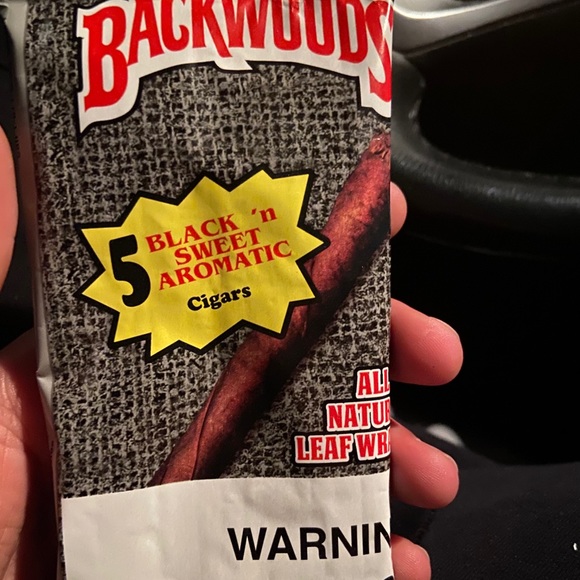 BACKWOODS
5
BLACK 'n
SWEET
AROMATIC
Cigars
ALL
NATUR
LEAF WR
WARNIN